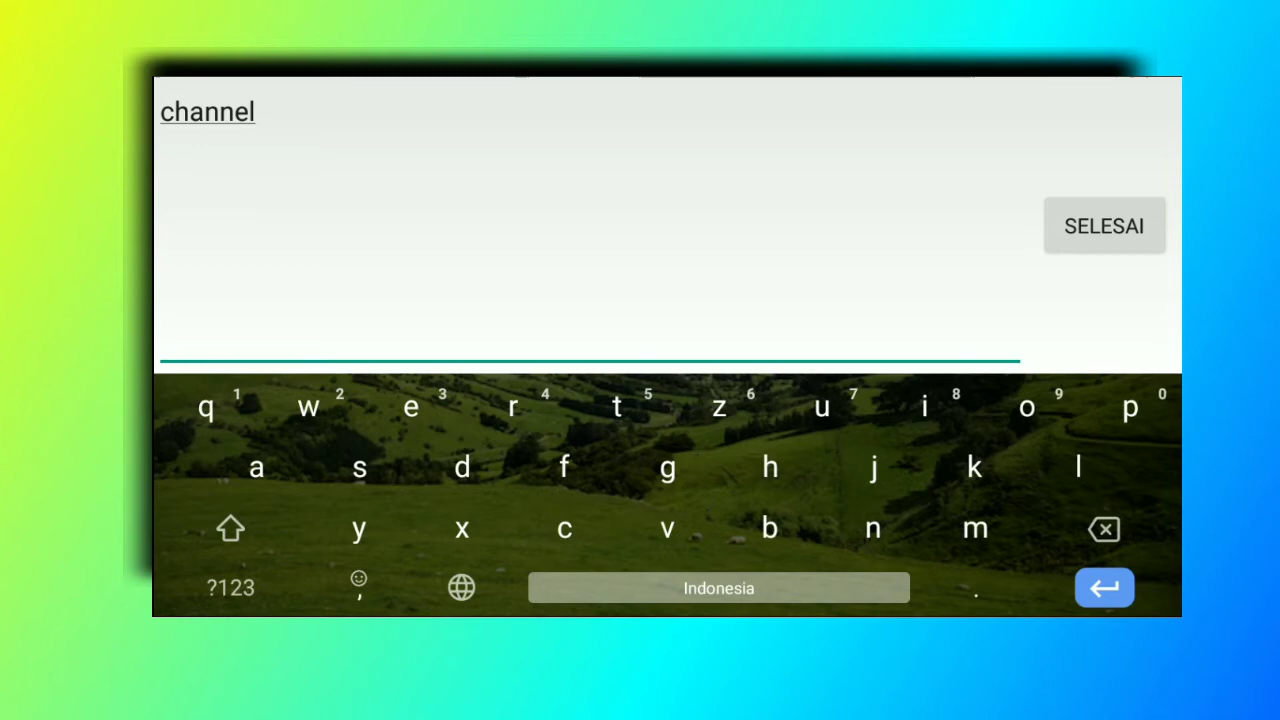 channel
SELESAI
q 1 w 2 e 3 r 4 t 5 z 6 u 7 i 8 o 9 p 0
a s d f g h j k l
y x c v b n m
?123 , Indonesia .